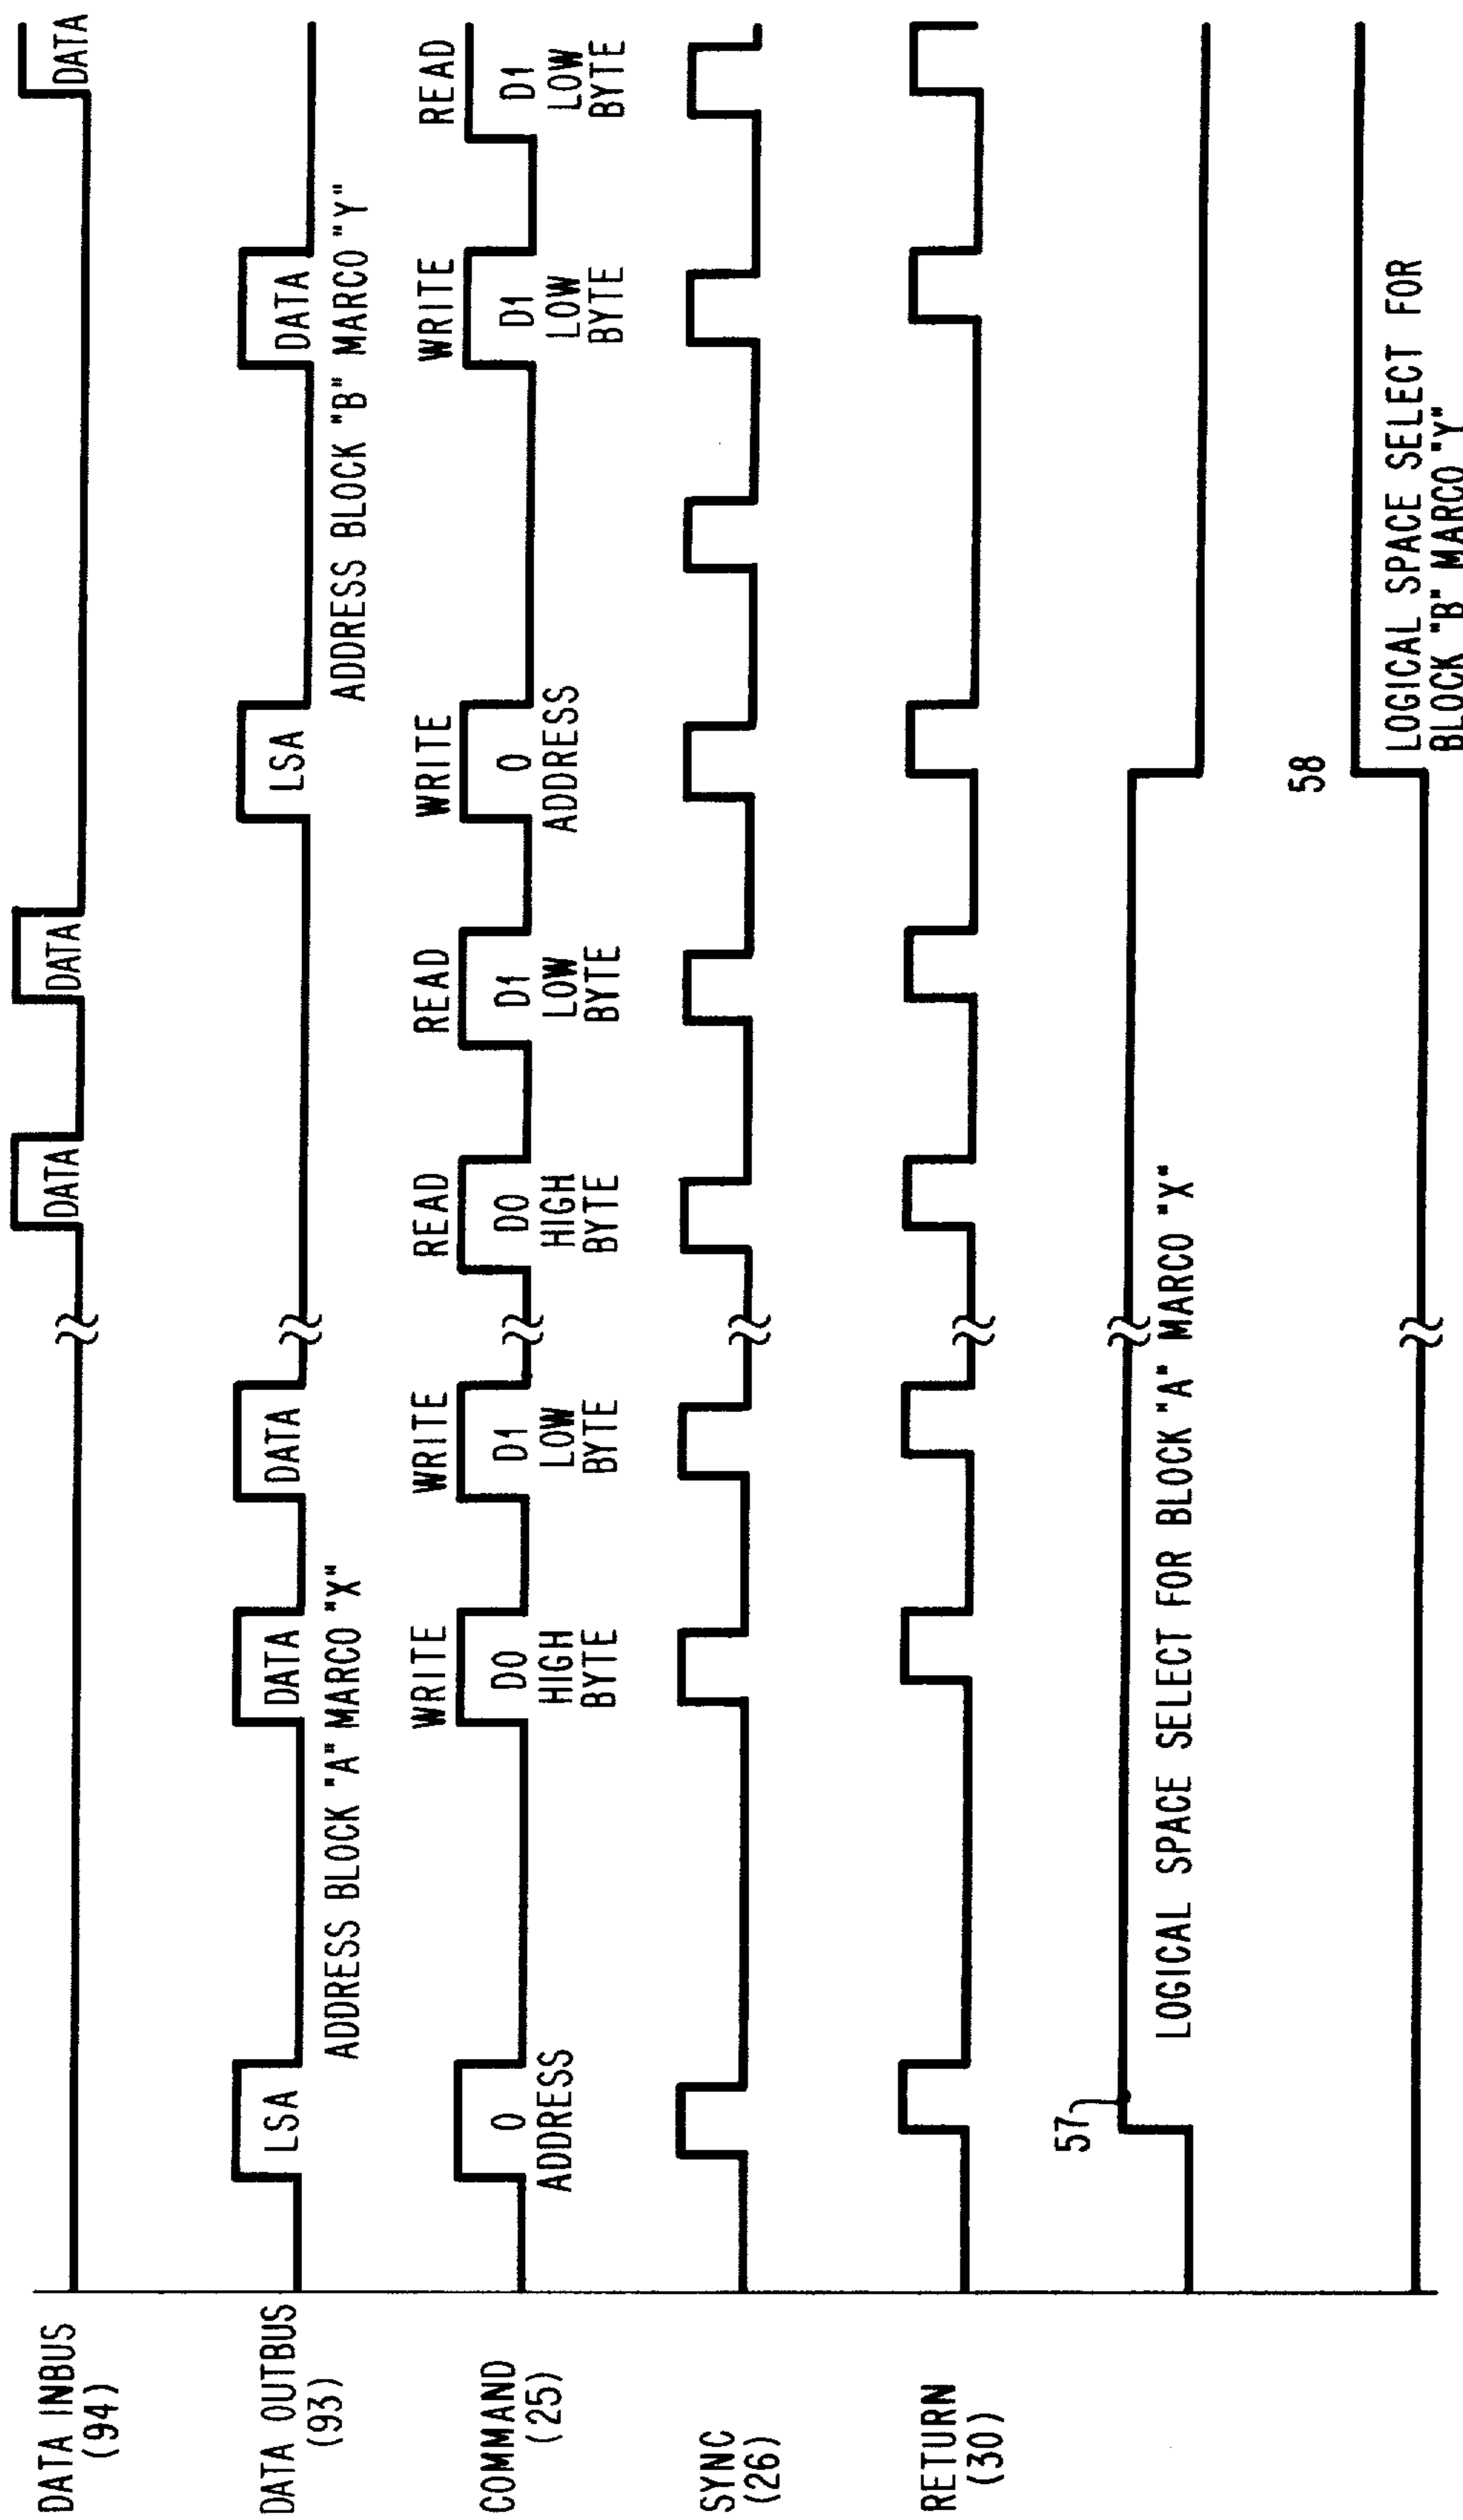 DATA INBUS
(94)
DATA
DATA
DATA
DATA OUTBUS
(93)
LSA
DATA
DATA
LSA
DATA
ADDRESS BLOCK "A" MARCO "X"
ADDRESS BLOCK "B" MARCO "Y"
COMMAND
(25)
WRITE
WRITE
READ
READ
WRITE
WRITE
READ
0
ADDRESS
D0
HIGH
BYTE
D1
LOW
BYTE
D0
HIGH
BYTE
D1
LOW
BYTE
0
ADDRESS
D1
LOW
BYTE
D1
LOW
BYTE
SYNC
(26)
RETURN
(30)
57
LOGICAL SPACE SELECT FOR BLOCK "A" MARCO "X"
58
LOGICAL SPACE SELECT FOR
BLOCK "B" MARCO "Y"